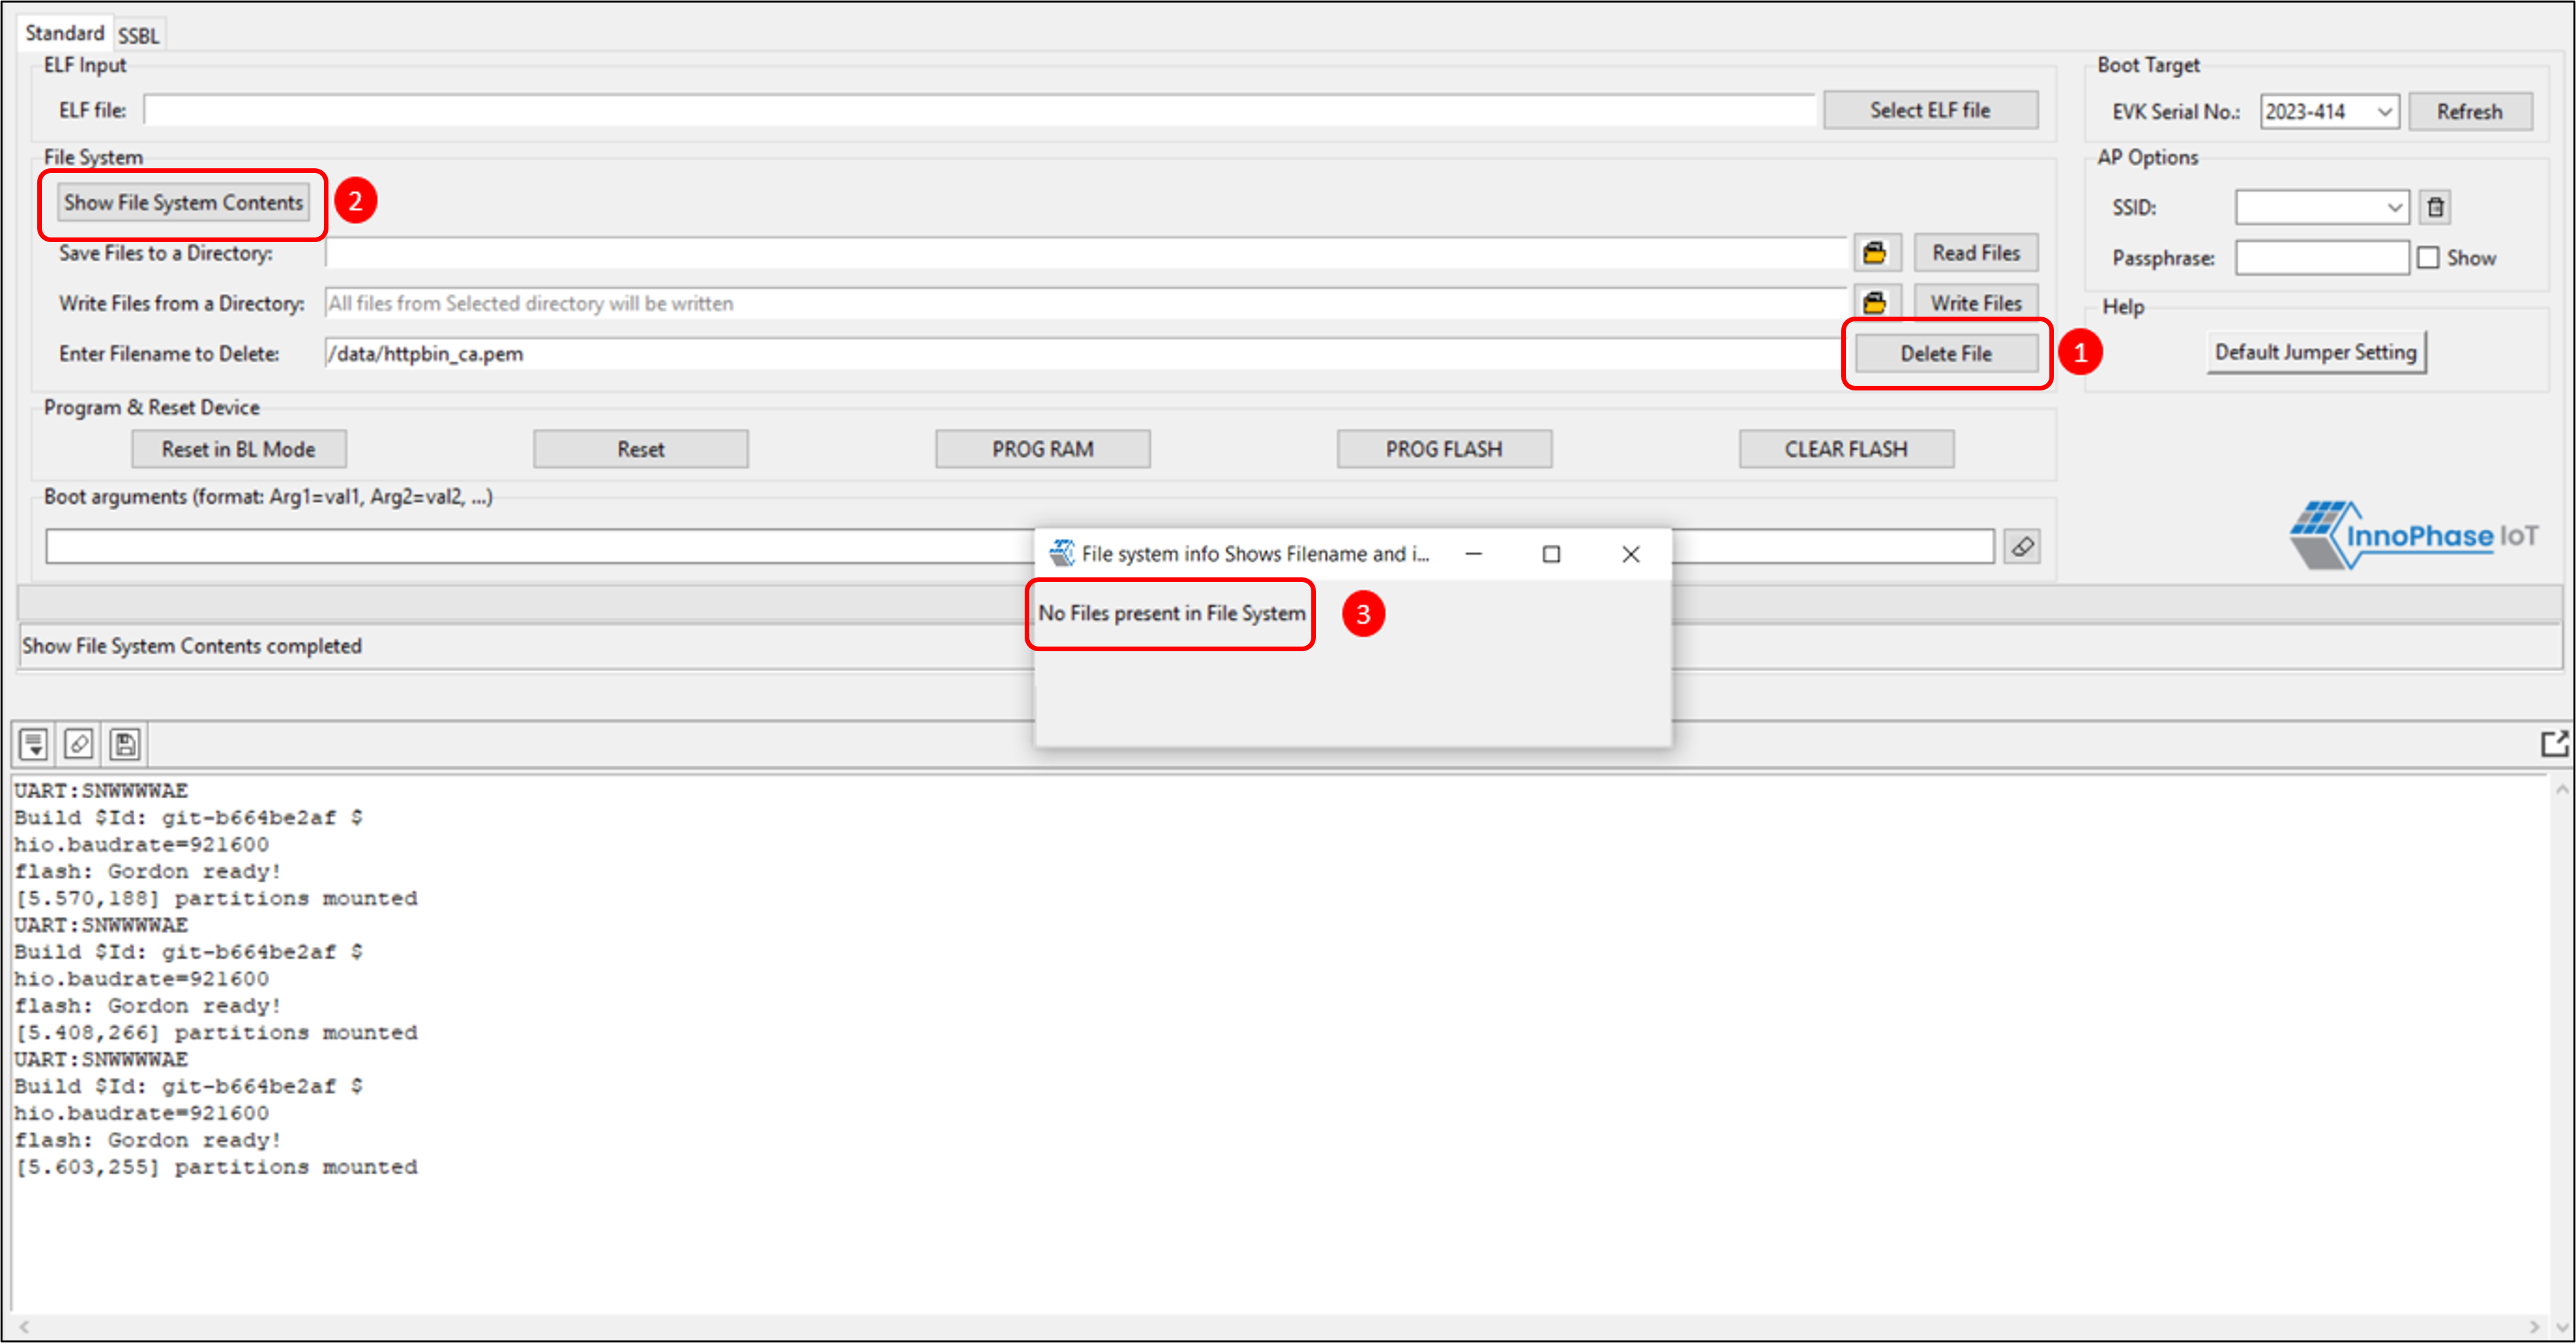 Standard SSBL
ELF Input
ELF file: Select ELF file
Boot Target
EVK Serial No.: 2023-414 Refresh
File System
Show File System Contents 2
Save Files to a Directory: Read Files
Write Files from a Directory: All files from Selected directory will be written Write Files
Enter Filename to Delete: /data/httpbin_ca.pem Delete File 1
AP Options
SSID:
Passphrase: Show
Help
Default Jumper Setting
Program & Reset Device
Reset in BL Mode Reset PROG RAM PROG FLASH CLEAR FLASH
Boot arguments (format: Arg1=val1, Arg2=val2, ...)
InnoPhase IoT
File system info Shows Filename and i...
No Files present in File System 3
Show File System Contents completed
UART:SNWWWWAE
Build $Id: git-b664be2af $
hio.baudrate=921600
flash: Gordon ready!
[5.570,188] partitions mounted
UART:SNWWWWAE
Build $Id: git-b664be2af $
hio.baudrate=921600
flash: Gordon ready!
[5.408,266] partitions mounted
UART:SNWWWWAE
Build $Id: git-b664be2af $
hio.baudrate=921600
flash: Gordon ready!
[5.603,255] partitions mounted